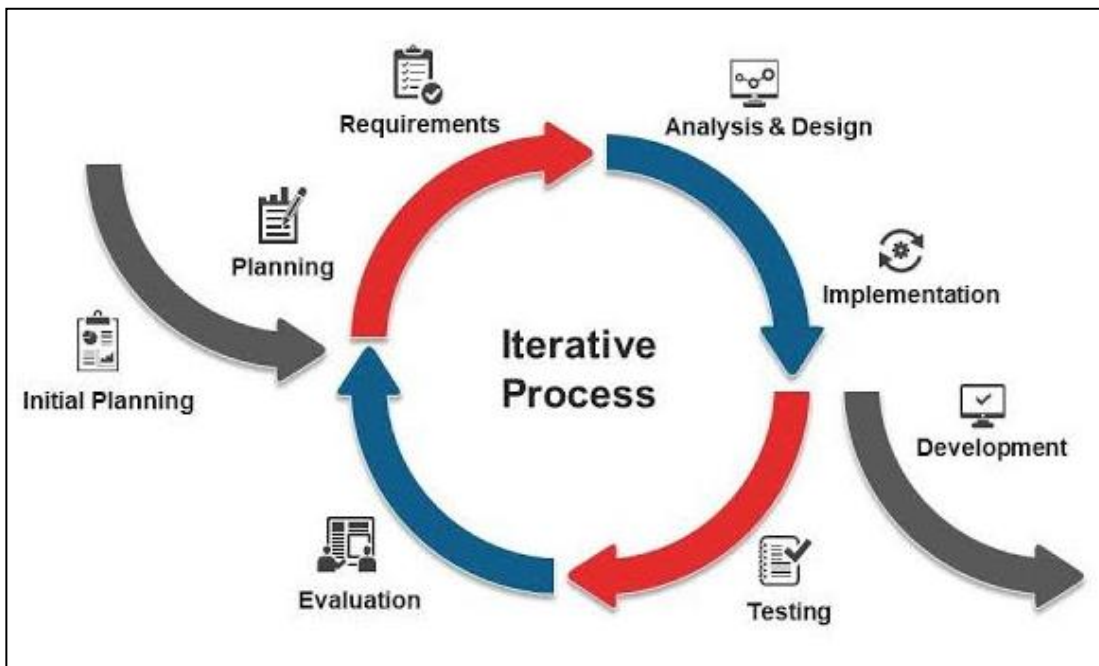 Requirements
Analysis & Design
Planning
Implementation
Initial Planning
Iterative
Process
Development
Evaluation
Testing